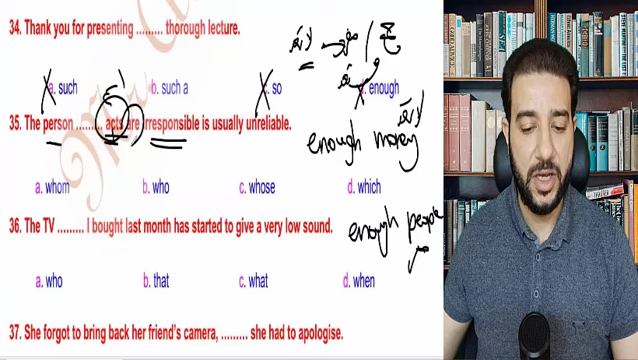 34. Thank you for presenting ......... thorough lecture.
a. such b. such a c. so d. enough
35. The person ......... acts are irresponsible is usually unreliable.
enough money
a. whom b. who c. whose d. which
36. The TV ......... I bought last month has started to give a very low sound.
enough people
a. who b. that c. what d. when
37. She forgot to bring back her friend's camera, ......... she had to apologise.